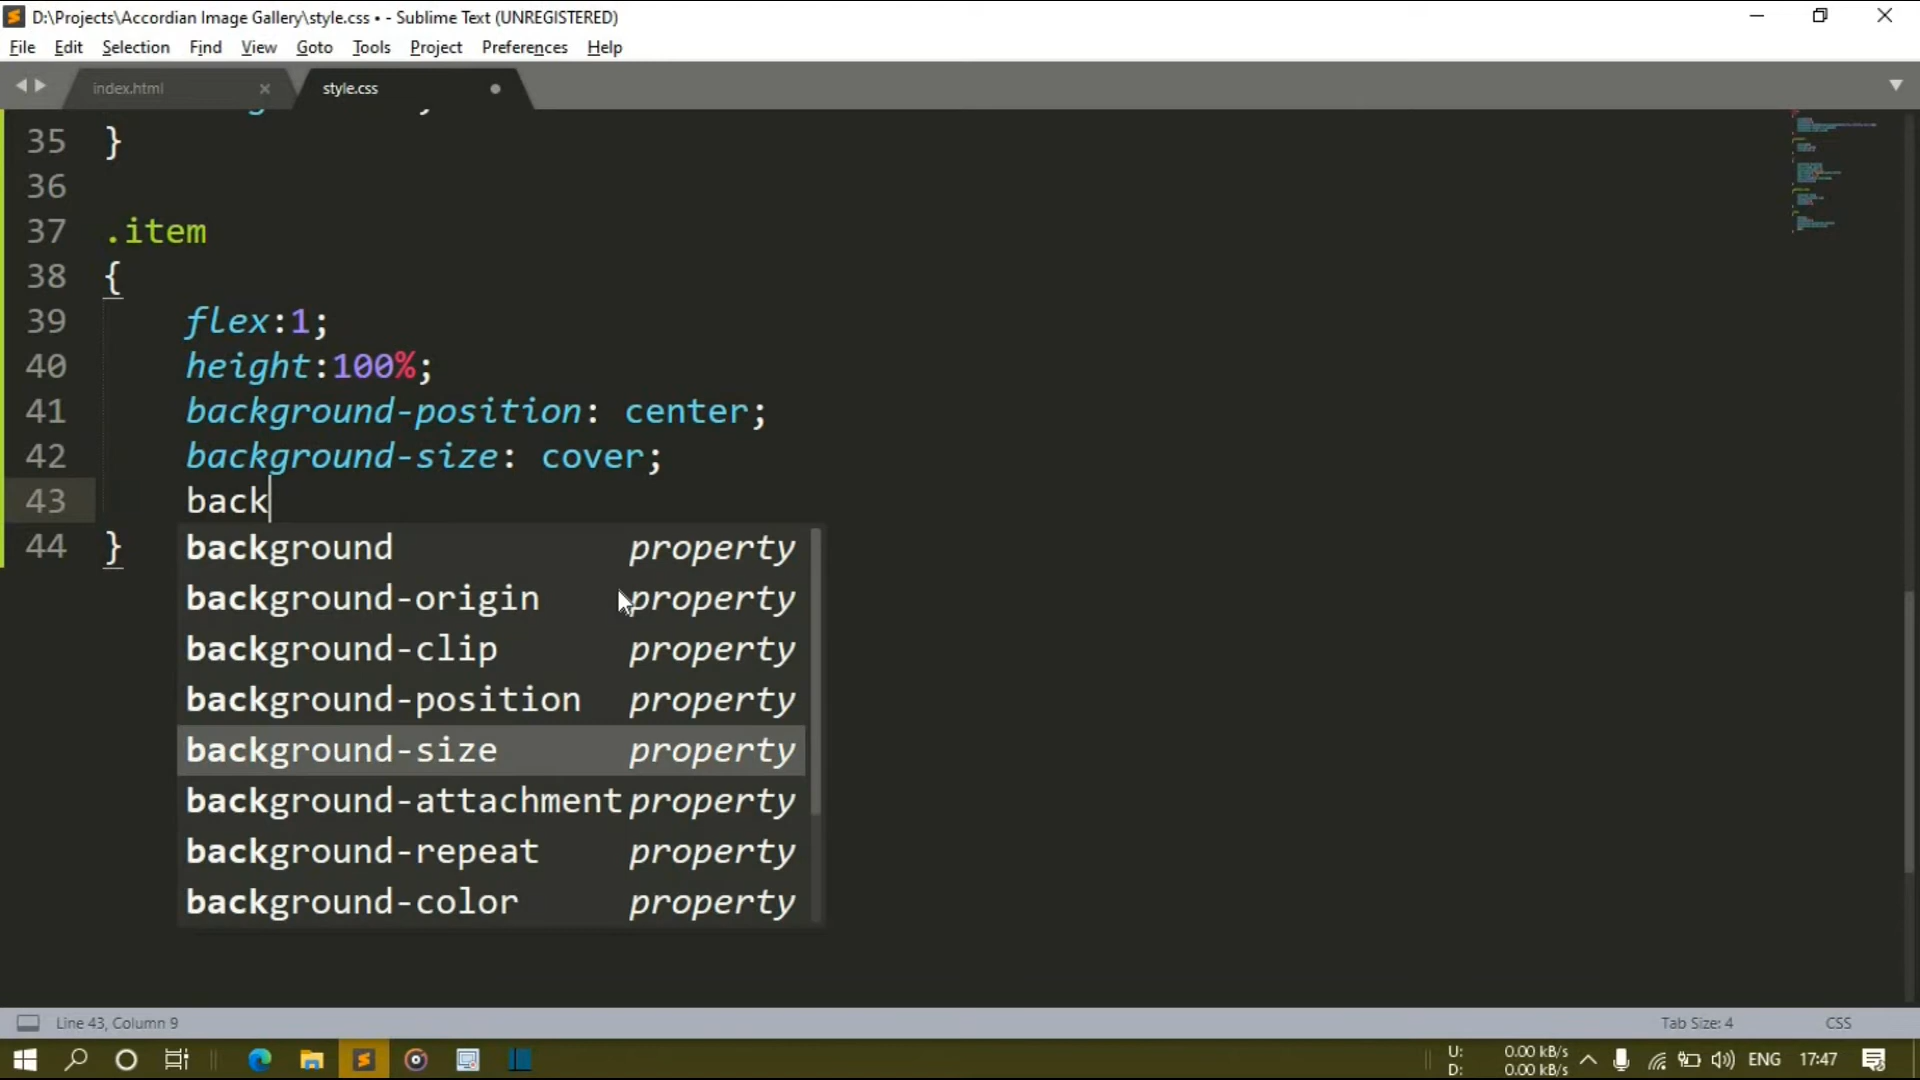 D:\Projects\Accordian Image Gallery\style.css • - Sublime Text (UNREGISTERED)
File Edit Selection Find View Goto Tools Project Preferences Help
index.html × style.css
35 }
36
37 .item
38 {
39 flex:1;
40 height:100%;
41 background-position: center;
42 background-size: cover;
43 back
44 }
background property
background-origin property
background-clip property
background-position property
background-size property
background-attachment property
background-repeat property
background-color property
Line 43, Column 9 Tab Size: 4 CSS
U: 0.00 kB/s
D: 0.00 kB/s
ENG 17:47